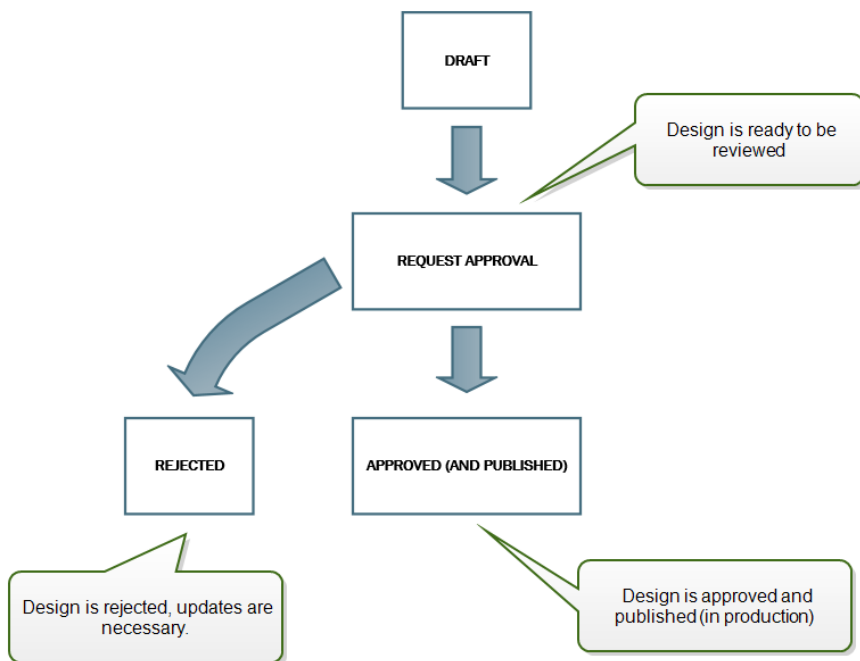 DRAFT
Design is ready to be
reviewed
REQUEST APPROVAL
REJECTED
APPROVED (AND PUBLISHED)
Design is rejected, updates are
necessary.
Design is approved and
published (in production)